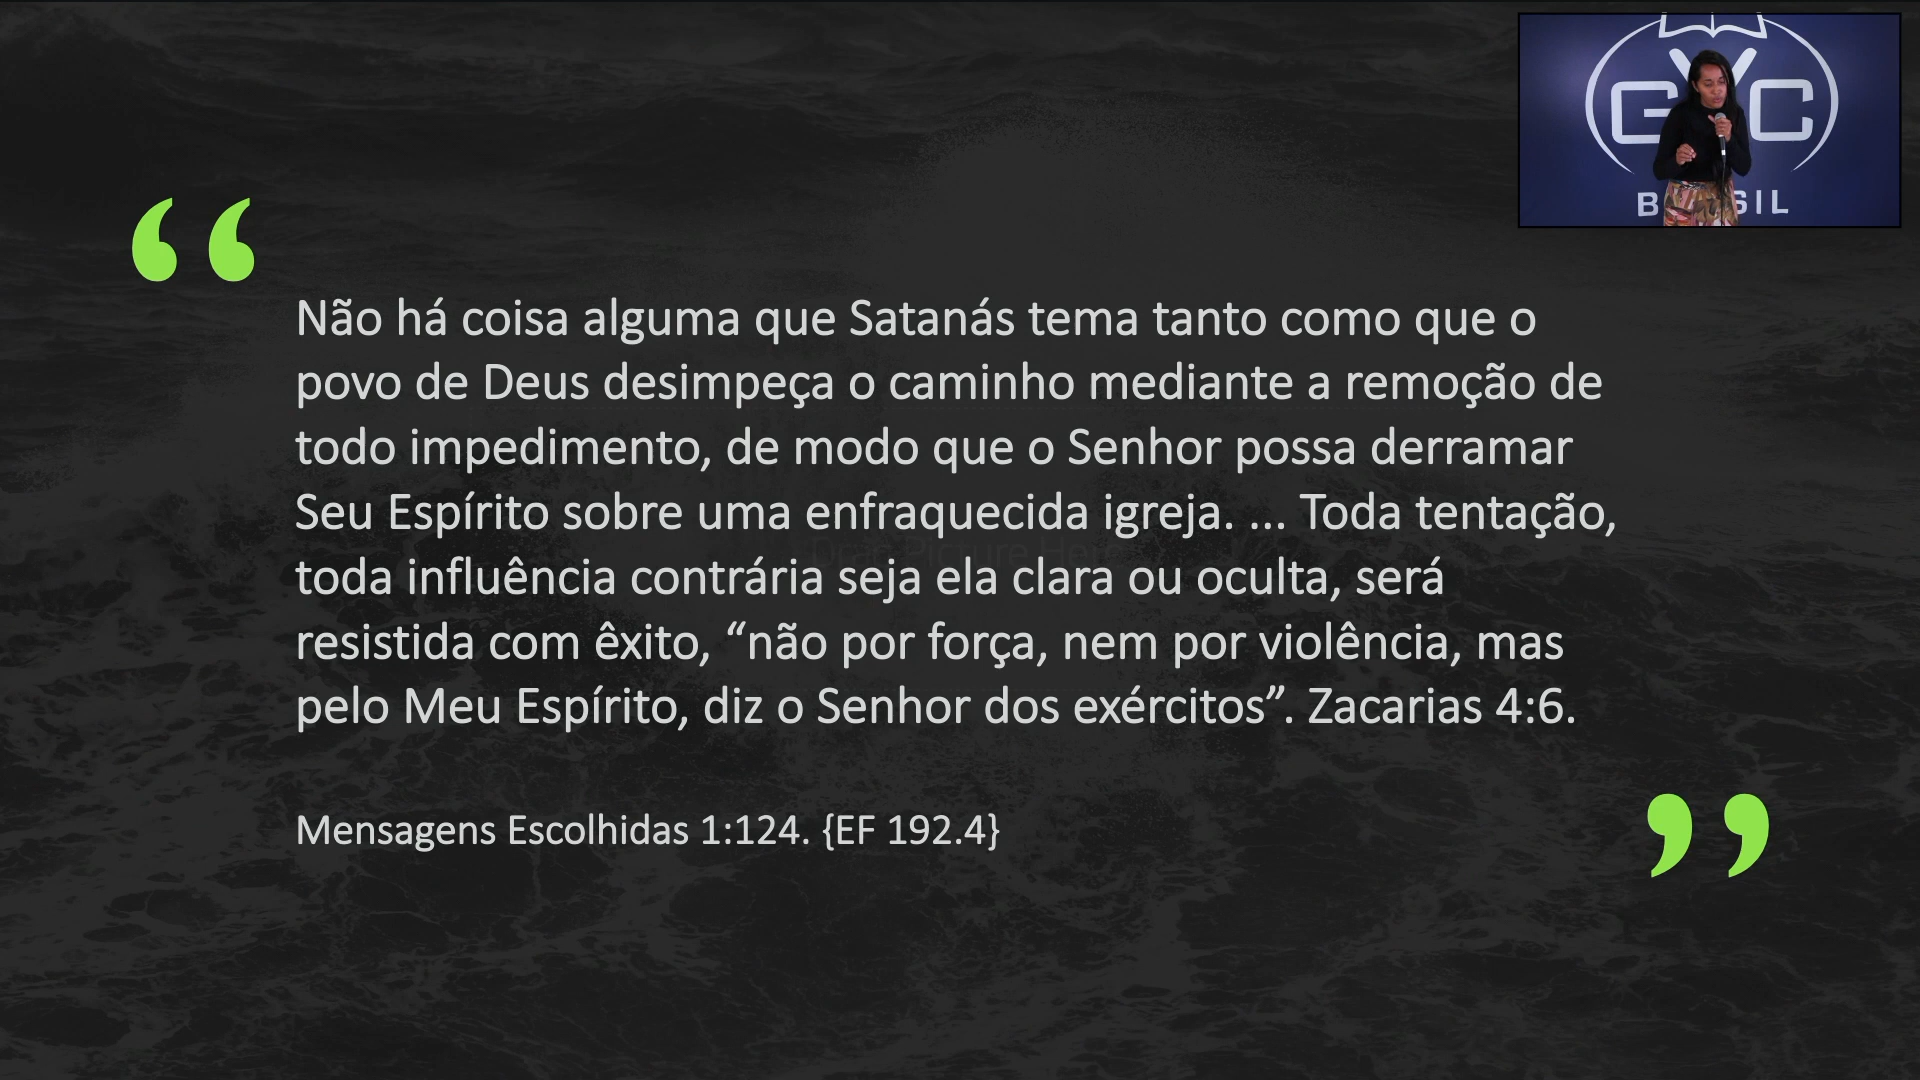 GYC
BRASIL
“
Não há coisa alguma que Satanás tema tanto como que o
povo de Deus desimpeça o caminho mediante a remoção de
todo impedimento, de modo que o Senhor possa derramar
Seu Espírito sobre uma enfraquecida igreja. ... Toda tentação,
toda influência contrária seja ela clara ou oculta, será
resistida com êxito, “não por força, nem por violência, mas
pelo Meu Espírito, diz o Senhor dos exércitos”. Zacarias 4:6.
Mensagens Escolhidas 1:124. {EF 192.4}
”